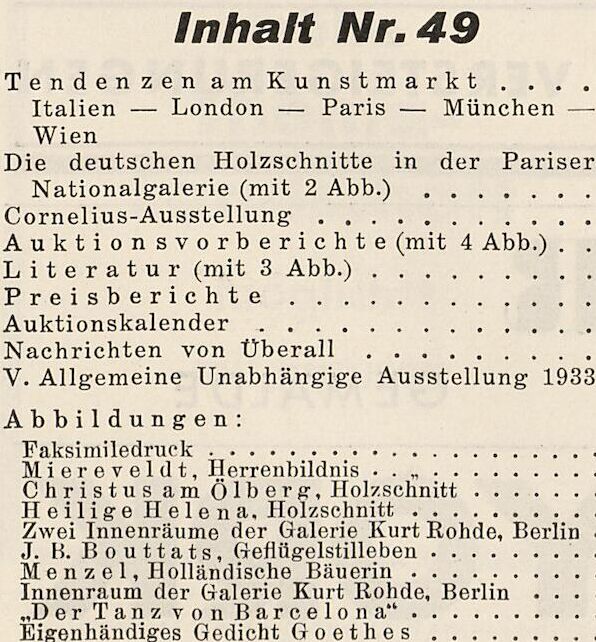 Inhalt Nr. 49
Tendenzen am Kunstmarkt . . . .
Italien — London — Paris — München —
Wien
Die deutschen Holzschnitte in der Pariser
Nationalgalerie (mit 2 Abb.) . . . . . . .
Cornelius-Ausstellung . . . . . . . . . . .
Auktionsvorberichte (mit 4 Abb.) . .
Literatur (mit 3 Abb.) . . . . . . . . .
Preisberichte . . . . . . . . . . . .
Auktionskalender . . . . . . . . . . . . .
Nachrichten von Überall . . . . . . . . .
V. Allgemeine Unabhängige Ausstellung 1933
Abbildungen:
Faksimiledruck . . . . . . . . . . . . . . . . . .
Miereveldt, Herrenbildnis . . „ . . . . . . . . .
Christus am Ölberg, Holzschnitt . . . . . . .
Heilige Helena, Holzschnitt . . . . . . . . .
Zwei Innenräume der Galerie Kurt Rohde, Berlin .
J. B. Bouttats, Geflügelstilleben . . . . . . . .
Menzel, Holländische Bäuerin . . . . . . . . .
Innenraum der Galerie Kurt Rohde, Berlin . . .
„Der Tanz von Barcelona“ . . . . . . . . .
Eigenhändiges Gedicht Goethes . . . . . . . .